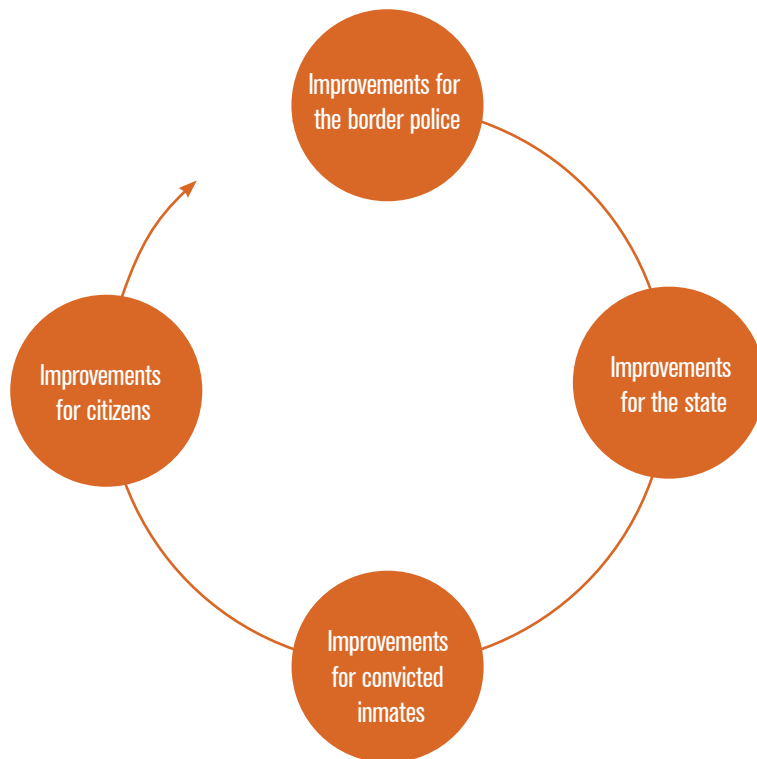 Improvements for
the border police
Improvements
for the state
Improvements
for convicted
inmates
Improvements
for citizens